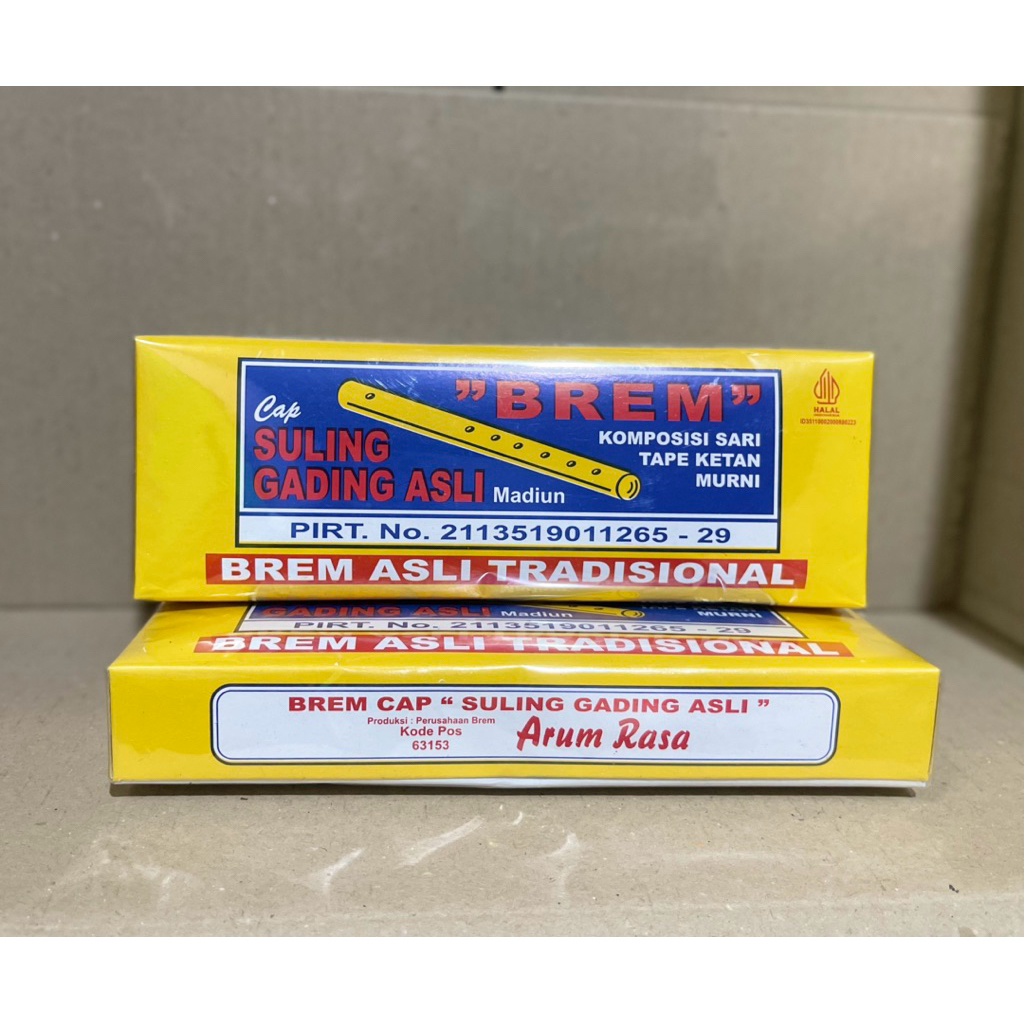 Cap
SULING
GADING ASLI Madiun
"BREM"
KOMPOSISI SARI
TAPE KETAN
MURNI
PIRT. No. 2113519011265 - 29
BREM ASLI TRADISIONAL
HALAL
GADING ASLI Madiun
MURNI
PIRT. No. 2113519011265 - 29
BREM ASLI TRADISIONAL
BREM CAP " SULING GADING ASLI "
Produksi : Perusahaan Brem
Kode Pos
63153
Arum Rasa